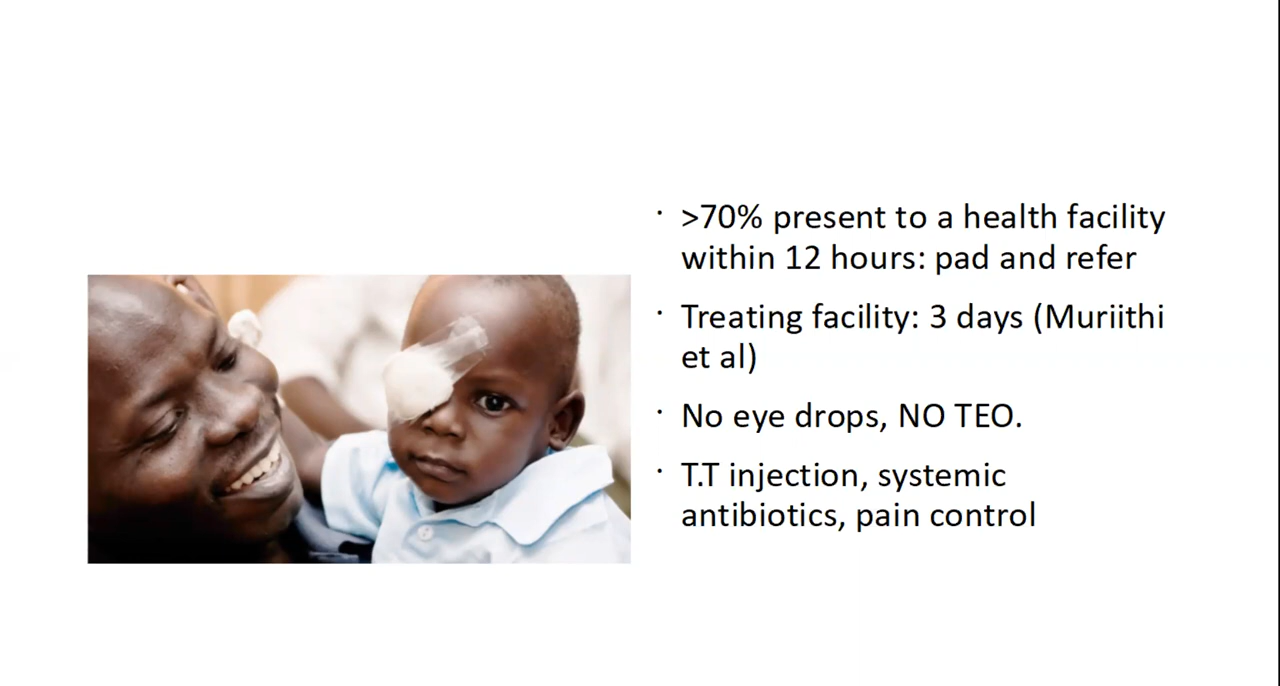 >70% present to a health facility
within 12 hours: pad and refer
Treating facility: 3 days (Muriithi
et al)
No eye drops, NO TEO.
T.T injection, systemic
antibiotics, pain control